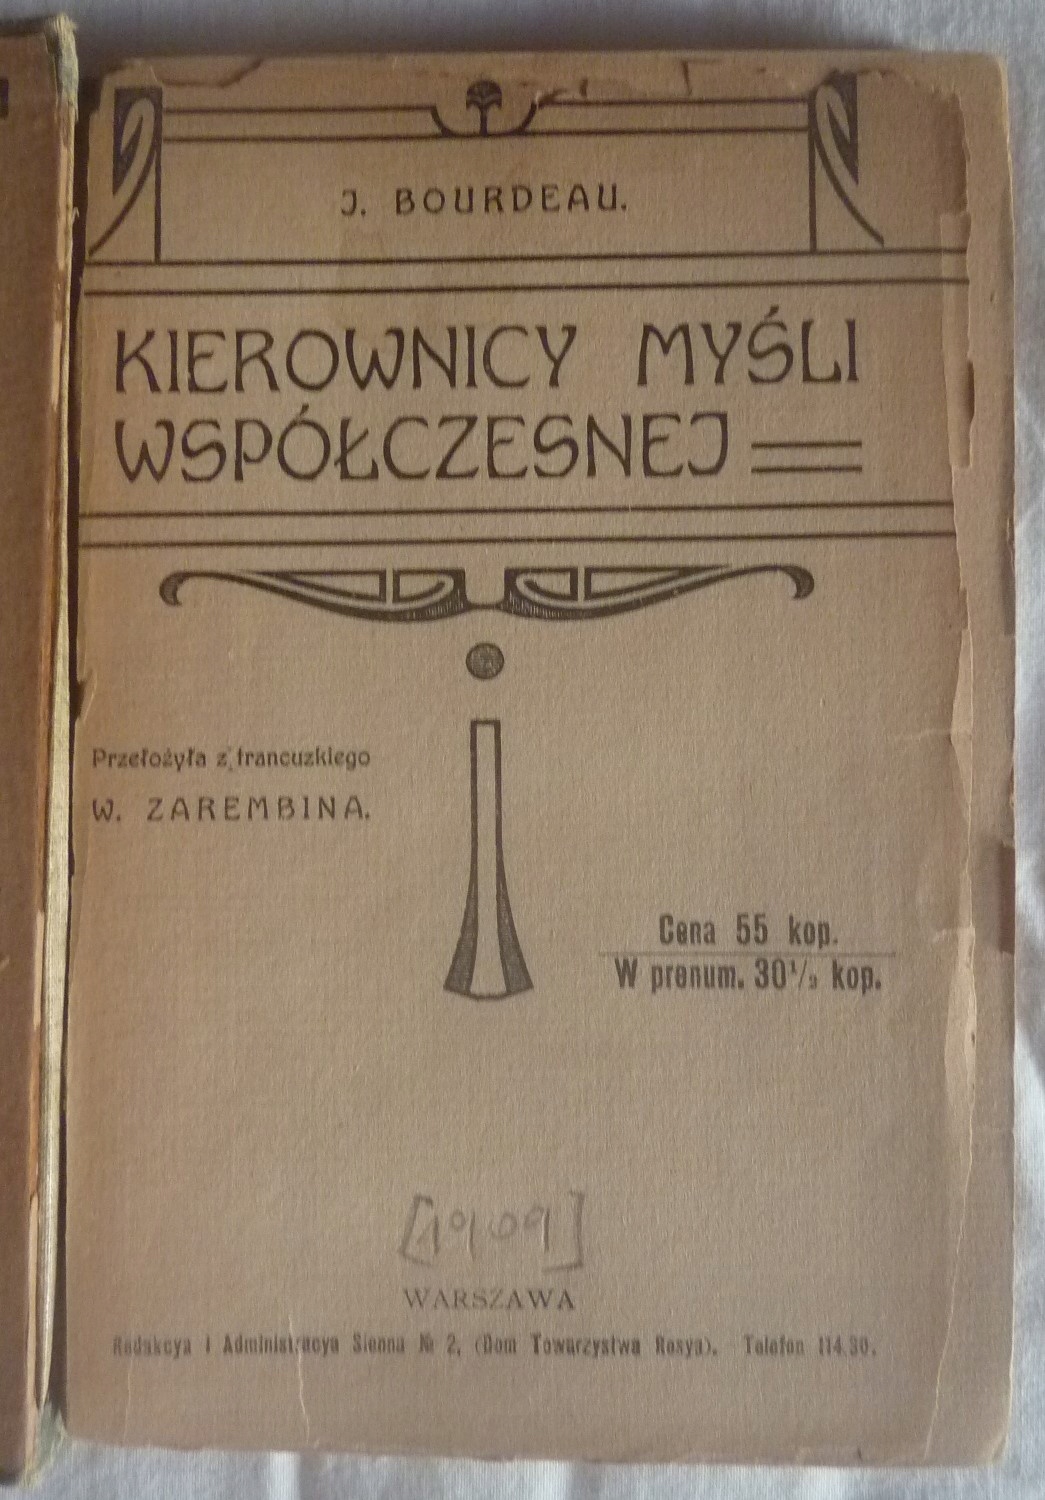 J. BOURDEAU.
KIEROWNICY MYŚLI
WSPÓŁCZESNEJ
Przełożyła z francuzkiego
W. ZAREMBINA.
Cena 55 kop.
W prenum. 30¹/₂ kop.
[1909]
WARSZAWA
Redakcya i Administracya Sienna № 2, (Dom Towarzystwa Rosya). Telefon 114.30.